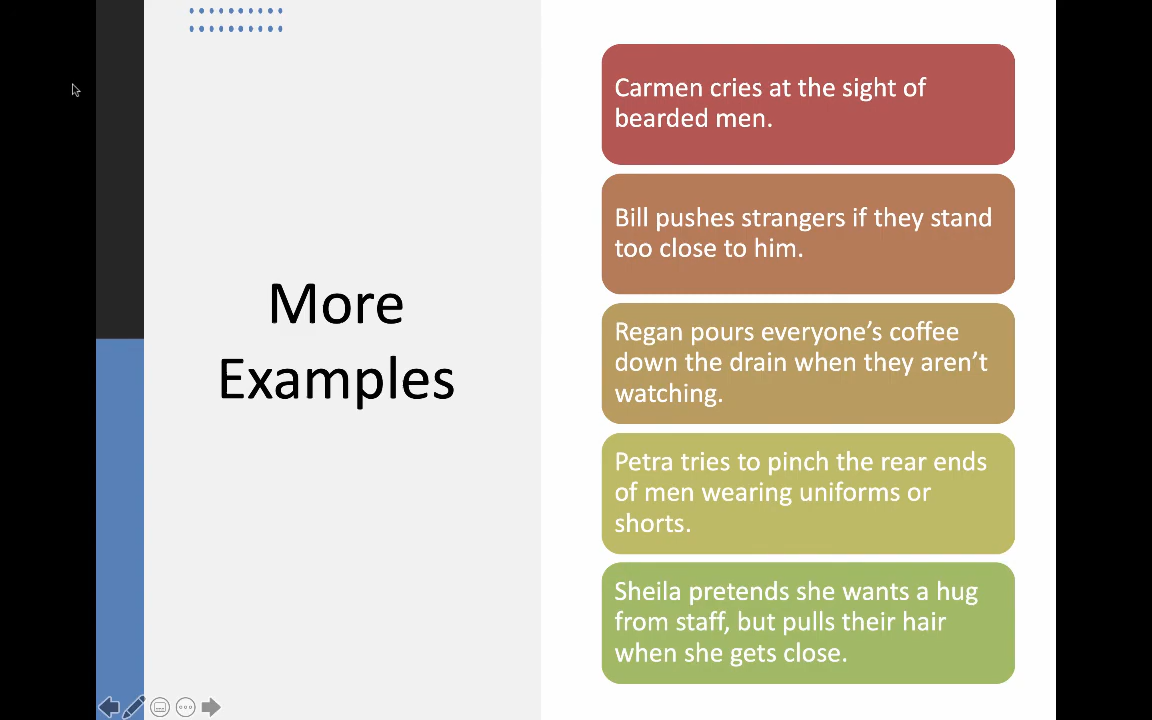 More
Examples
Carmen cries at the sight of
bearded men.
Bill pushes strangers if they stand
too close to him.
Regan pours everyone’s coffee
down the drain when they aren’t
watching.
Petra tries to pinch the rear ends
of men wearing uniforms or
shorts.
Sheila pretends she wants a hug
from staff, but pulls their hair
when she gets close.